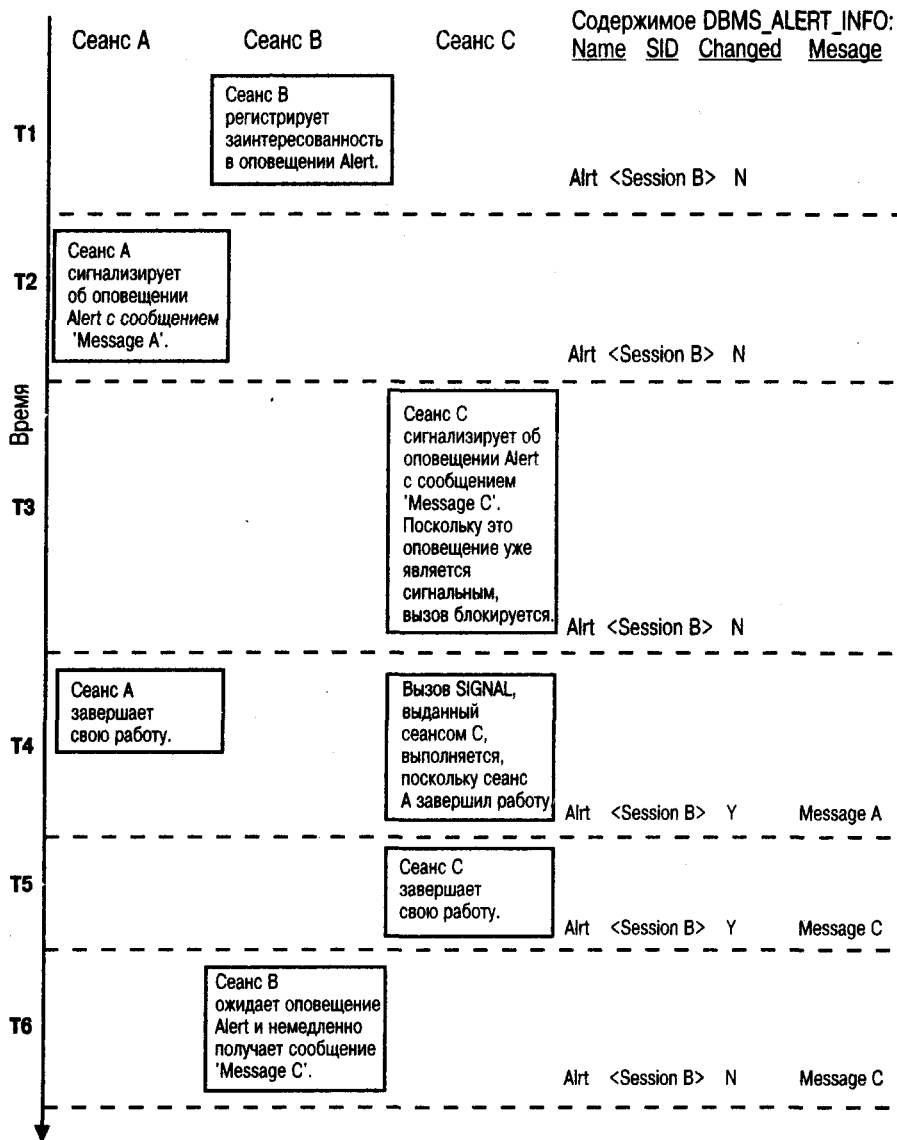 Сеанс A
Сеанс B
Сеанс C
Содержимое DBMS_ALERT_INFO:
Name SID Changed Mesage
Время
T1
Сеанс B
регистрирует
заинтересованность
в оповещении Alert.
Alrt <Session B> N
T2
Сеанс A
сигнализирует
об оповещении
Alert с сообщением
'Message A'.
Alrt <Session B> N
T3
Сеанс C
сигнализирует об
оповещении Alert
с сообщением
'Message C'.
Поскольку это
оповещение уже
является
сигнальным,
вызов блокируется.
Alrt <Session B> N
T4
Сеанс A
завершает
свою работу.
Вызов SIGNAL,
выданный
сеансом C,
выполняется,
поскольку сеанс
A завершил работу
Alrt <Session B> Y Message A
T5
Сеанс C
завершает
свою работу.
Alrt <Session B> Y Message C
T6
Сеанс B
ожидает оповещение
Alert и немедленно
получает сообщение
'Message C'.
Alrt <Session B> N Message C